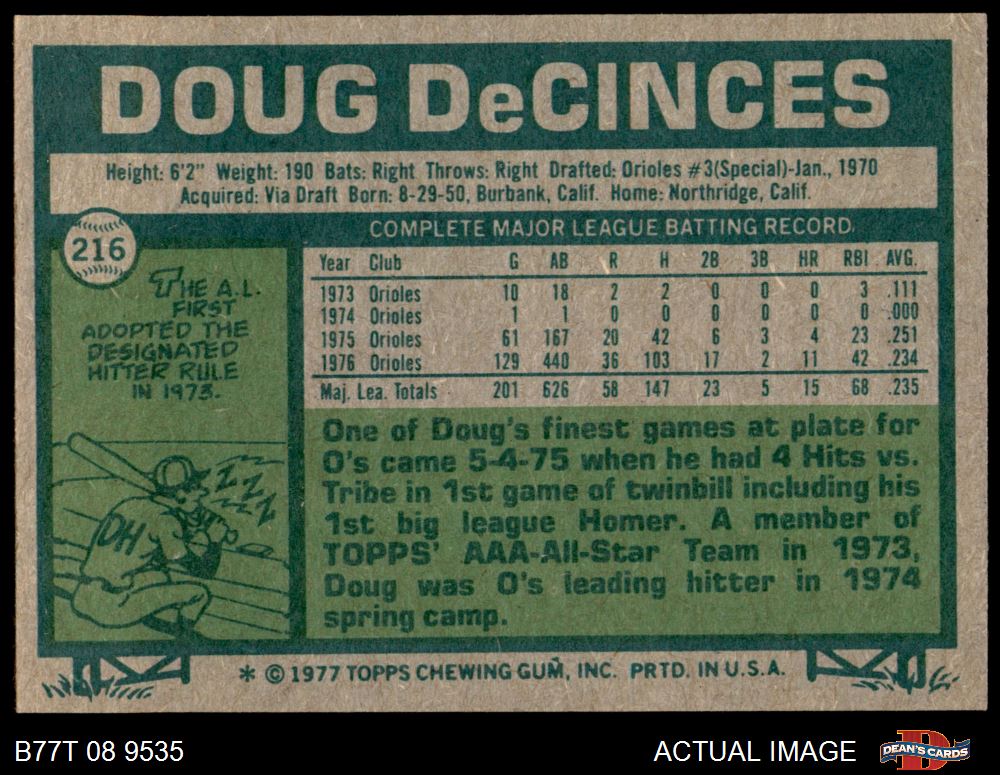 DOUG DeCINCES
Height: 6'2" Weight: 190 Bats: Right Throws: Right Drafted: Orioles #3(Special)-Jan., 1970
Acquired: Via Draft Born: 8-29-50, Burbank, Calif. Home: Northridge, Calif.
216
COMPLETE MAJOR LEAGUE BATTING RECORD.
Year Club G AB R H 2B 3B HR RBI AVG.
1973 Orioles 10 18 2 2 0 0 0 3 .111
1974 Orioles 1 1 0 0 0 0 0 0 .000
1975 Orioles 61 167 20 42 6 3 4 23 .251
1976 Orioles 129 440 36 103 17 2 11 42 .234
Maj. Lea. Totals 201 626 58 147 23 5 15 68 .235
THE A.L.
FIRST
ADOPTED THE
DESIGNATED
HITTER RULE
IN 1973.
ZZZ
ZZZ
DH
One of Doug's finest games at plate for
O's came 5-4-75 when he had 4 Hits vs.
Tribe in 1st game of twinbill including his
1st big league Homer. A member of
TOPPS' AAA-All-Star Team in 1973,
Doug was O's leading hitter in 1974
spring camp.
* © 1977 TOPPS CHEWING GUM, INC. PRTD. IN U.S.A.
B77T 08 9535
ACTUAL IMAGE
D
DEAN'S CARDS